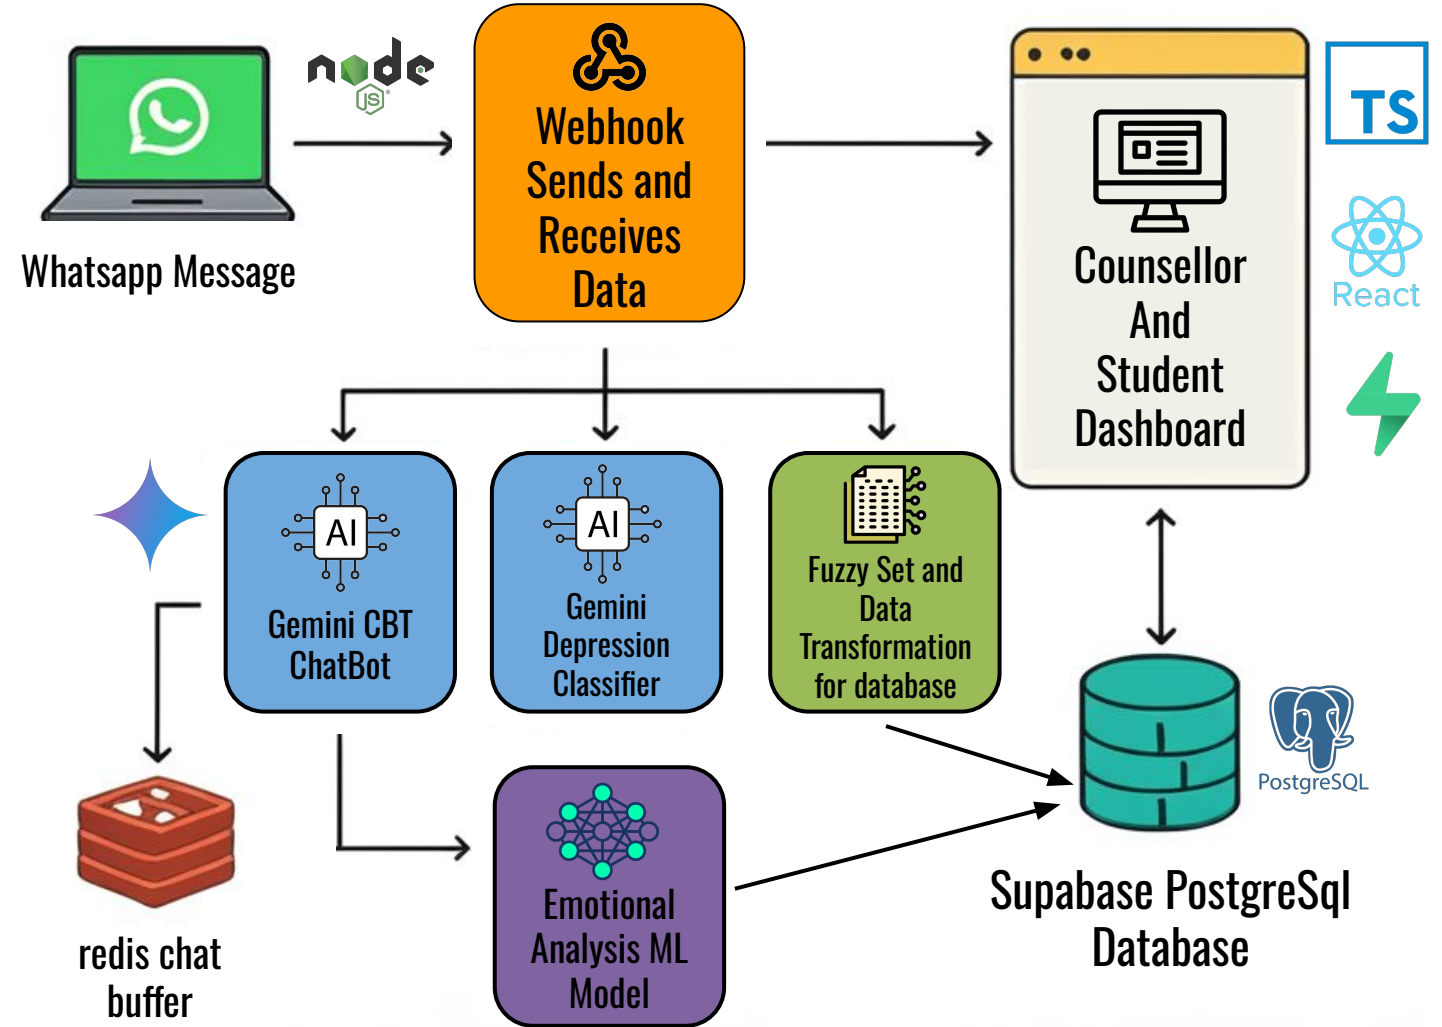 node
JS
Whatsapp Message
Webhook
Sends and
Receives
Data
Counsellor
And
Student
Dashboard
TS
React
AI
Gemini CBT
ChatBot
AI
Gemini
Depression
Classifier
Fuzzy Set and
Data
Transformation
for database
redis chat
buffer
Emotional
Analysis ML
Model
PostgreSQL
Supabase PostgreSql
Database